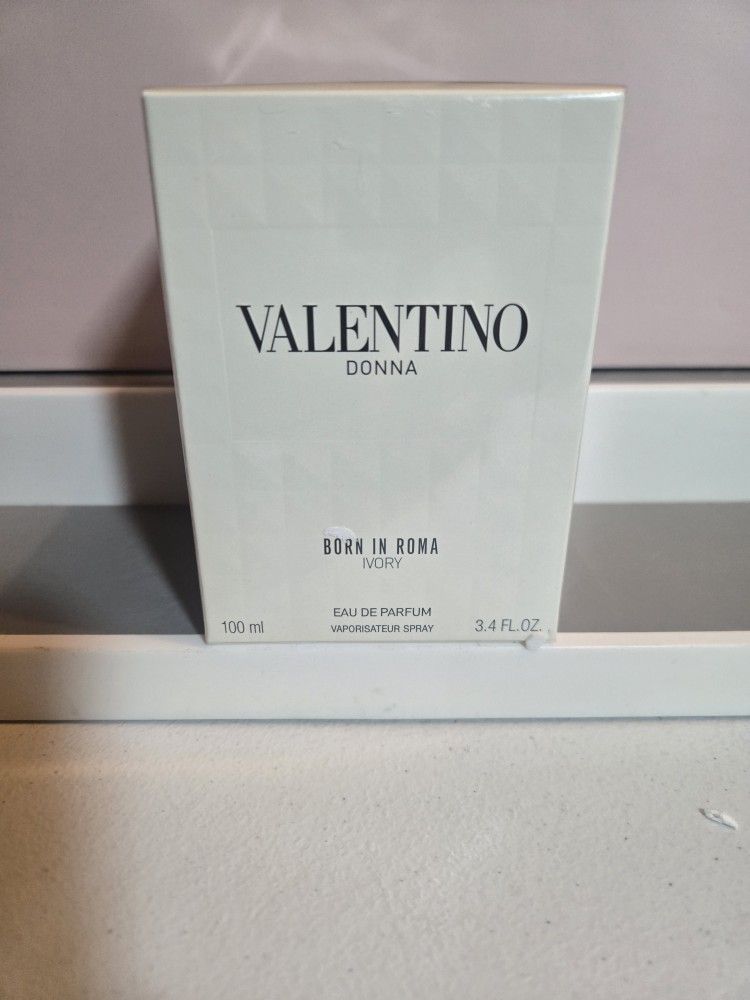 VALENTINO
DONNA
BORN IN ROMA
IVORY
EAU DE PARFUM
100 ml VAPORISATEUR SPRAY 3.4 FL.OZ.